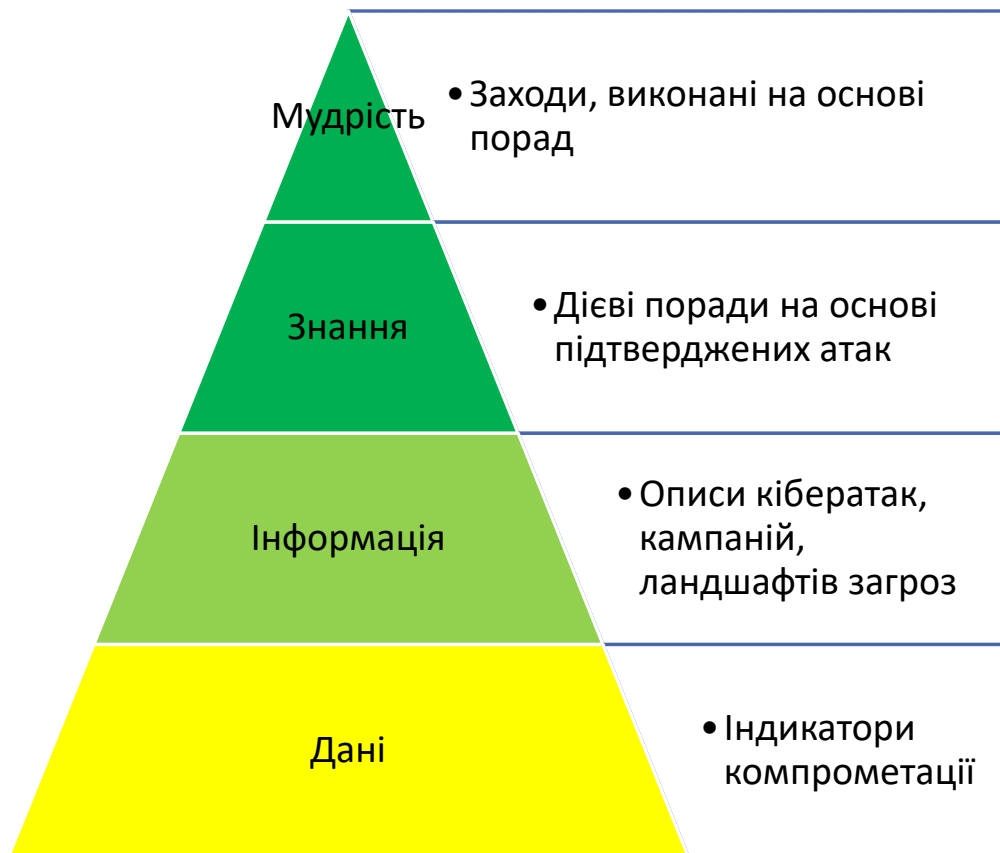 Мудрість
• Заходи, виконані на основі
порад
Знання
• Дієві поради на основі
підтверджених атак
Інформація
• Описи кібератак,
кампаній,
ландшафтів загроз
Дані
• Індикатори
компрометації